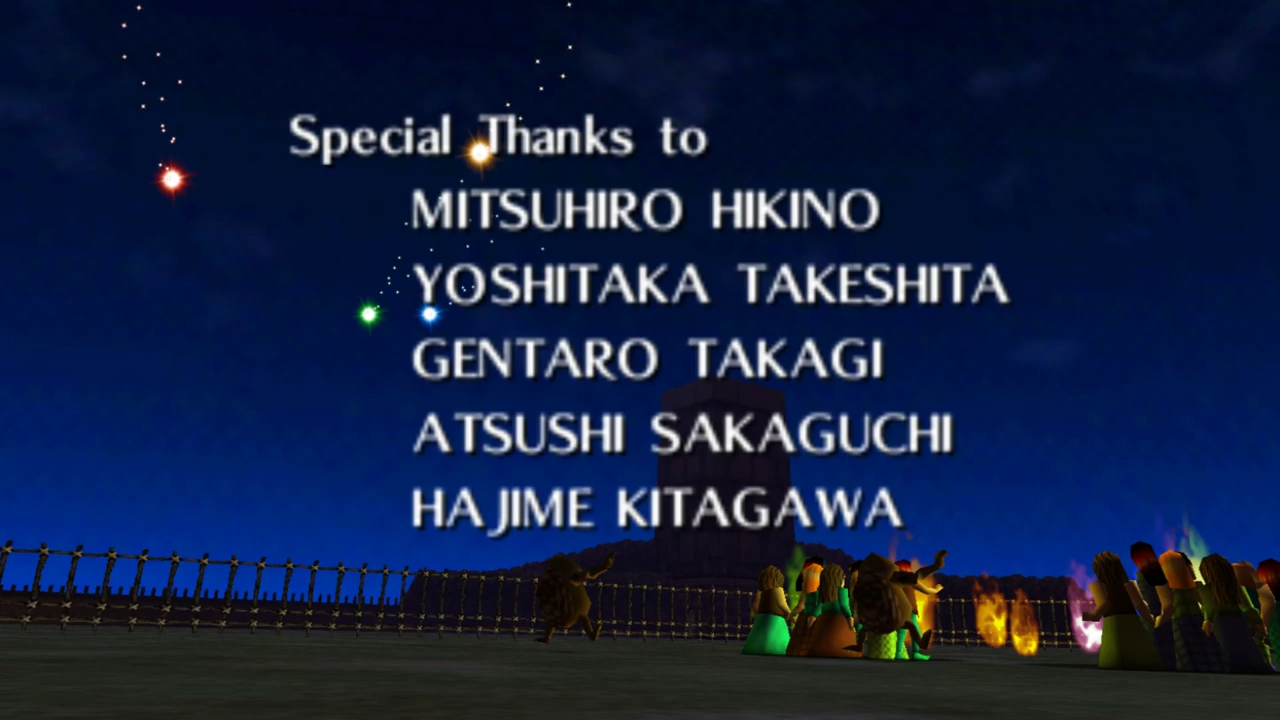 Special Thanks to
MITSUHIRO HIKINO
YOSHITAKA TAKESHITA
GENTARO TAKAGI
ATSUSHI SAKAGUCHI
HAJIME KITAGAWA